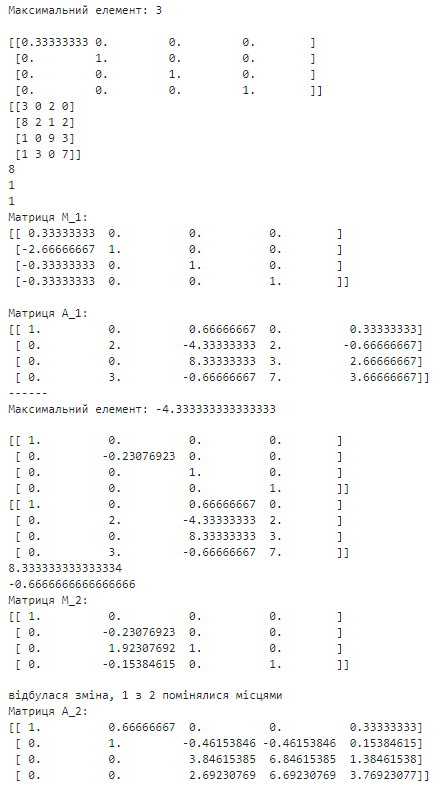 Максимальний елемент: 3
[[0.33333333 0. 0. 0. ]
[0. 1. 0. 0. ]
[0. 0. 1. 0. ]
[0. 0. 0. 1. ]]
[[3 0 2 0]
[8 2 1 2]
[1 0 9 3]
[1 3 0 7]]
8
1
1
Матриця M_1:
[[ 0.33333333 0. 0. 0. ]
[-2.66666667 1. 0. 0. ]
[-0.33333333 0. 1. 0. ]
[-0.33333333 0. 0. 1. ]]
Матриця A_1:
[[ 1. 0. 0.66666667 0. 0.33333333]
[ 0. 2. -4.33333333 2. -0.66666667]
[ 0. 0. 8.33333333 3. 2.66666667]
[ 0. 3. -0.66666667 7. 3.66666667]]
------
Максимальний елемент: -4.333333333333333
[[ 1. 0. 0. 0. ]
[ 0. -0.23076923 0. 0. ]
[ 0. 0. 1. 0. ]
[ 0. 0. 0. 1. ]]
[[ 1. 0. 0.66666667 0. ]
[ 0. 2. -4.33333333 2. ]
[ 0. 0. 8.33333333 3. ]
[ 0. 3. -0.66666667 7. ]]
8.333333333333334
-0.6666666666666666
Матриця M_2:
[[ 1. 0. 0. 0. ]
[ 0. -0.23076923 0. 0. ]
[ 0. 1.92307692 1. 0. ]
[ 0. -0.15384615 0. 1. ]]
відбулася зміна, 1 з 2 помінялися місцями
Матриця A_2:
[[ 1. 0.66666667 0. 0. 0.33333333]
[ 0. 1. -0.46153846 -0.46153846 0.15384615]
[ 0. 0. 3.84615385 6.84615385 1.38461538]
[ 0. 0. 2.69230769 6.69230769 3.76923077]]